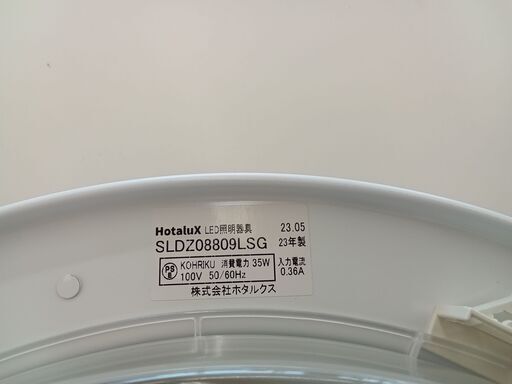 HotaluX LED照明器具 23.05
SLDZ08809LSG 23年製
PS E KOHRIKU 消費電力 35W 入力電流
100V 50/60Hz 0.36A
株式会社ホタルクス